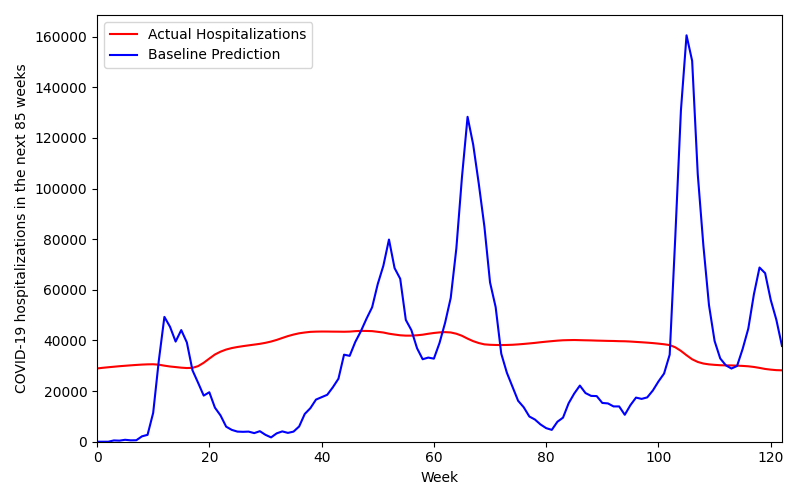 Actual Hospitalizations
Baseline Prediction
COVID-19 hospitalizations in the next 85 weeks
160000
140000
120000
100000
80000
60000
40000
20000
0
0 20 40 60 80 100 120
Week